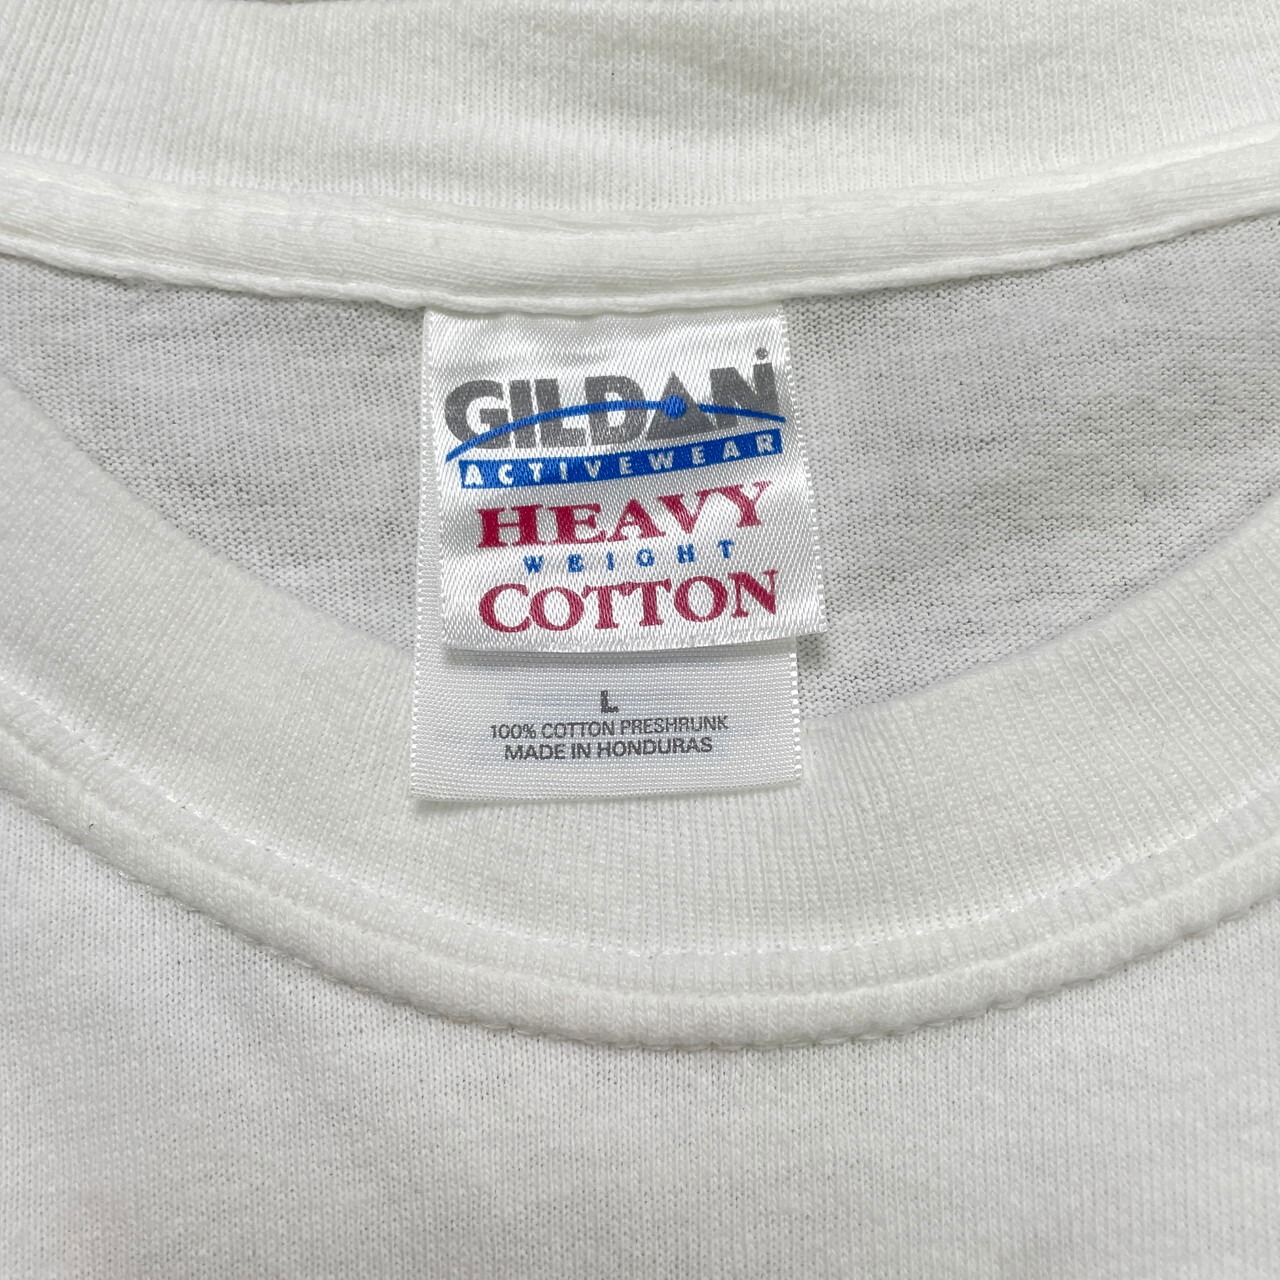 GILDAN®
ACTIVEWEAR
HEAVY
WEIGHT
COTTON
L
100% COTTON PRESHRUNK
MADE IN HONDURAS